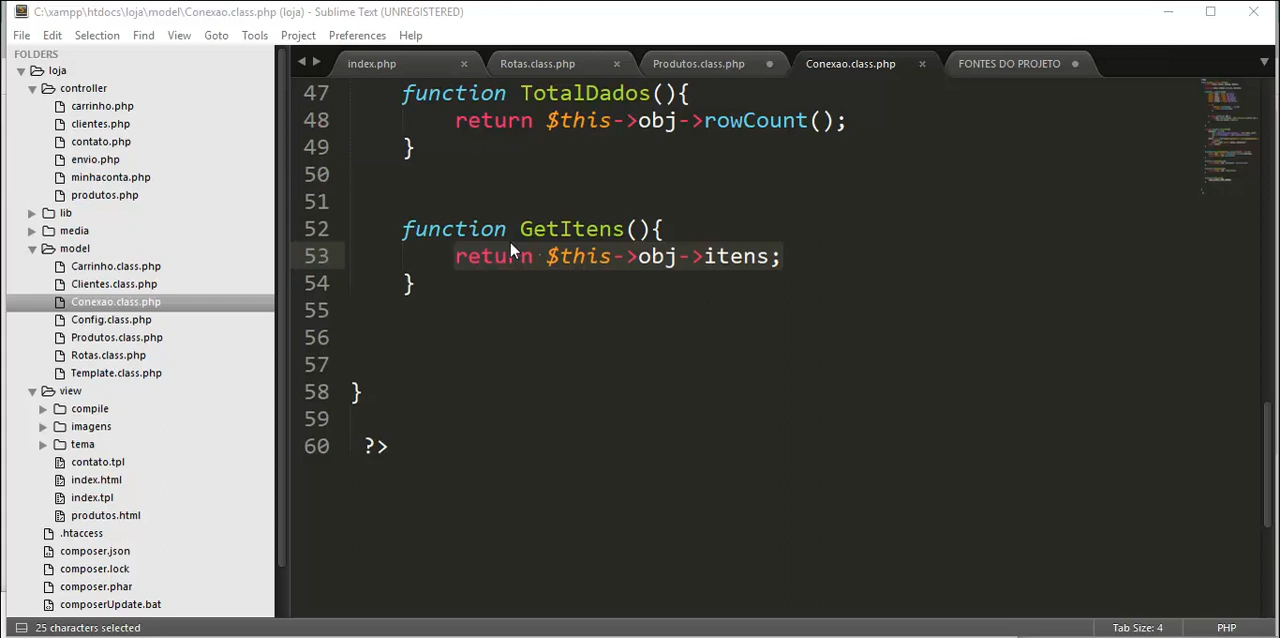 C:\xampp\htdocs\loja\model\Conexao.class.php (loja) - Sublime Text (UNREGISTERED)
File Edit Selection Find View Goto Tools Project Preferences Help
FOLDERS
loja
controller
carrinho.php
clientes.php
contato.php
envio.php
minhaconta.php
produtos.php
lib
media
model
Carrinho.class.php
Clientes.class.php
Conexao.class.php
Config.class.php
Produtos.class.php
Rotas.class.php
Template.class.php
view
compile
imagens
tema
contato.tpl
index.html
index.tpl
produtos.html
.htaccess
composer.json
composer.lock
composer.phar
composerUpdate.bat
index.php Rotas.class.php Produtos.class.php Conexao.class.php FONTES DO PROJETO
47 function TotalDados(){
48 return $this->obj->rowCount();
49 }
50
51
52 function GetItens(){
53 return $this->obj->itens;
54 }
55
56
57
58 }
59
60 ?>
25 characters selected Tab Size: 4 PHP